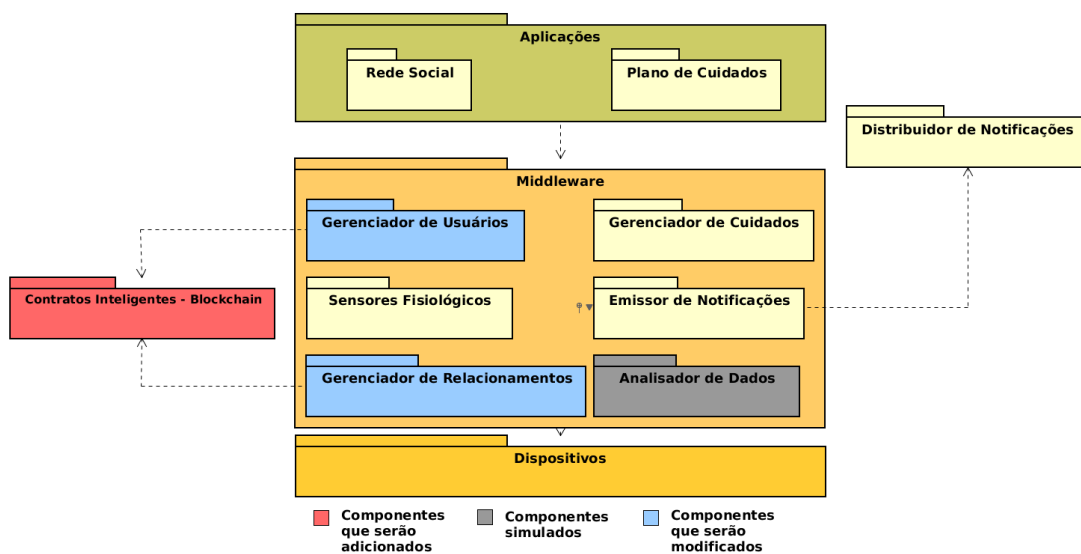 Aplicações
Rede Social
Plano de Cuidados
Distribuidor de Notificações
Middleware
Gerenciador de Usuários
Gerenciador de Cuidados
Contratos Inteligentes - Blockchain
Sensores Fisiológicos
Emissor de Notificações
Gerenciador de Relacionamentos
Analisador de Dados
Dispositivos
Componentes
que serão
adicionados
Componentes
simulados
Componentes
que serão
modificados